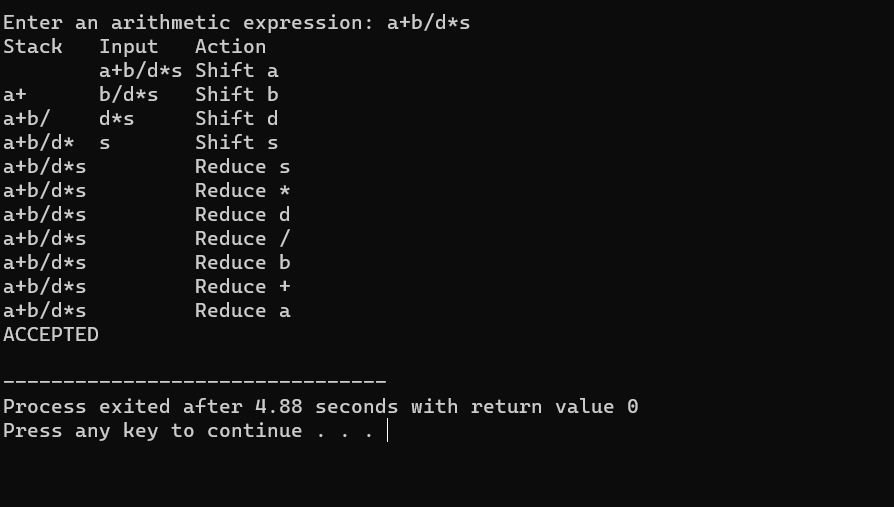 Enter an arithmetic expression: a+b/d*s
Stack   Input   Action
        a+b/d*s Shift a
a+      b/d*s   Shift b
a+b/    d*s     Shift d
a+b/d*  s       Shift s
a+b/d*s         Reduce s
a+b/d*s         Reduce *
a+b/d*s         Reduce d
a+b/d*s         Reduce /
a+b/d*s         Reduce b
a+b/d*s         Reduce +
a+b/d*s         Reduce a
ACCEPTED
--------------------------------
Process exited after 4.88 seconds with return value 0
Press any key to continue . . .